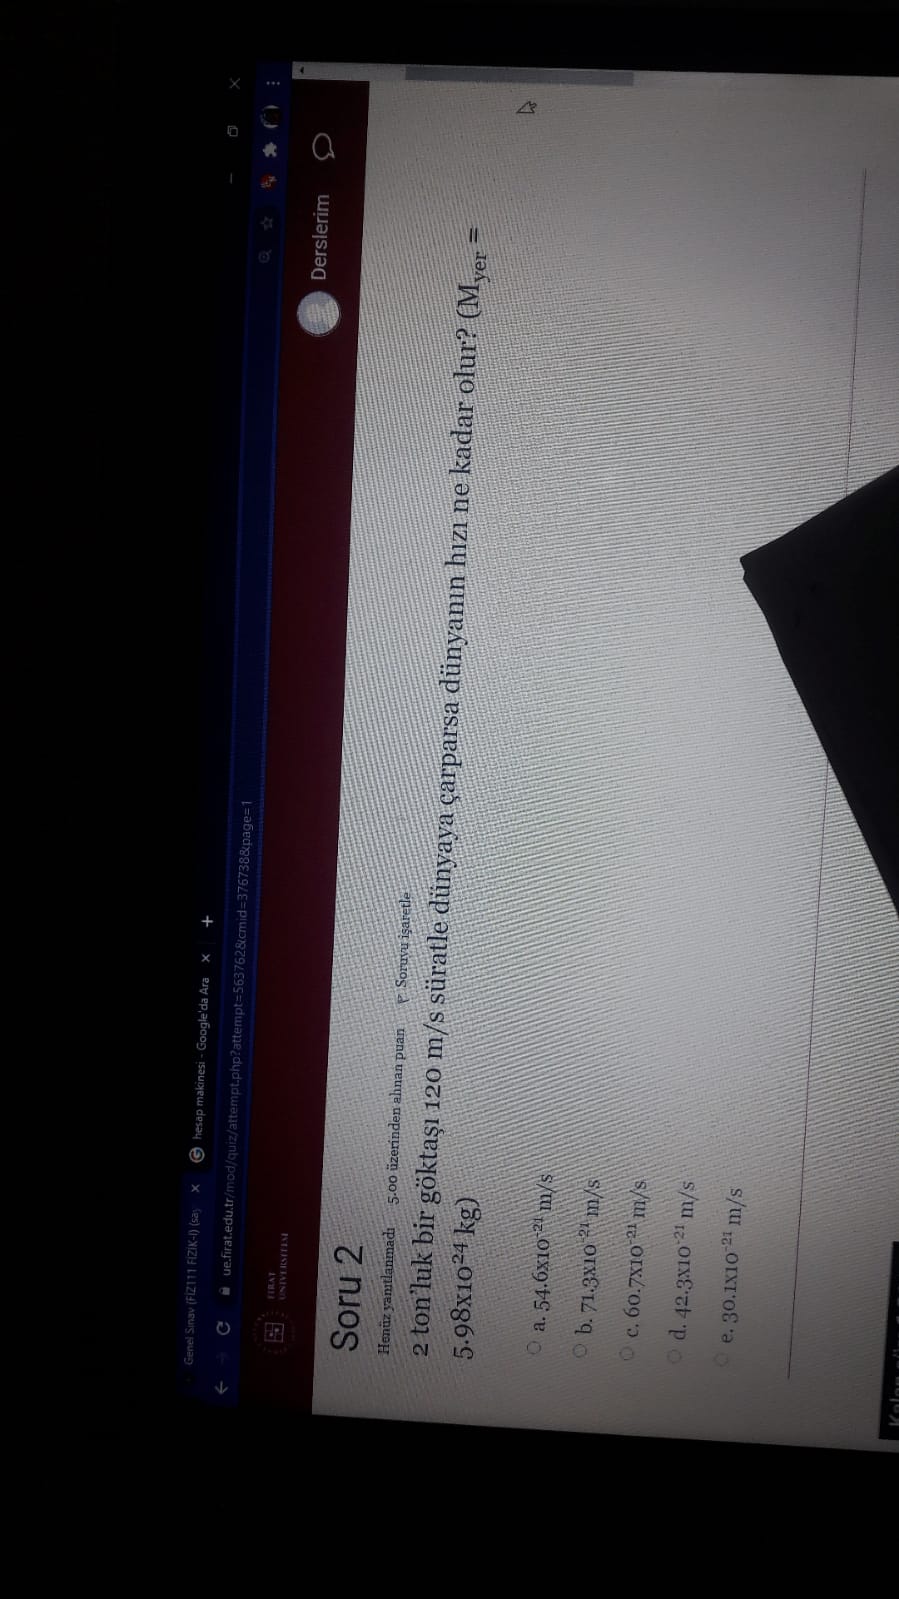 Genel Sınav (FİZ111 FİZİK-I) (say
hesap makinesi - Google'da Ara
ue.firat.edu.tr/mod/quiz/attempt.php?attempt=563762&cmid=376738&page=1
FIRAT
ÜNİVERSİTESİ
Derslerim
Soru 2
Henüz yanıtlanmadı 5.00 üzerinden alınan puan Soruyu işaretle
2 ton'luk bir göktaşı 120 m/s süratle dünyaya çarparsa dünyanın hızı ne kadar olur? (Myer =
5.98x10²⁴ kg)
a. 54.6x10⁻²¹ m/s
b. 71.3x10⁻²¹ m/s
c. 60.7x10⁻²¹ m/s
d. 42.3x10⁻²¹ m/s
e. 30.1x10⁻²¹ m/s